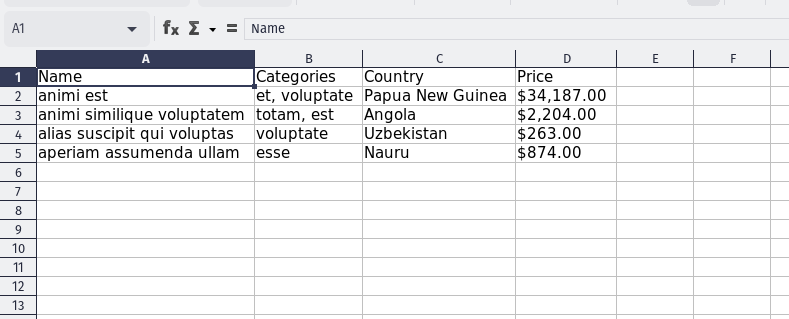 A1 fx Σ = Name
A B C D E F
1 Name Categories Country Price
2 animi est et, voluptate Papua New Guinea $34,187.00
3 animi similique voluptatem totam, est Angola $2,204.00
4 alias suscipit qui voluptas voluptate Uzbekistan $263.00
5 aperiam assumenda ullam esse Nauru $874.00
6
7
8
9
10
11
12
13